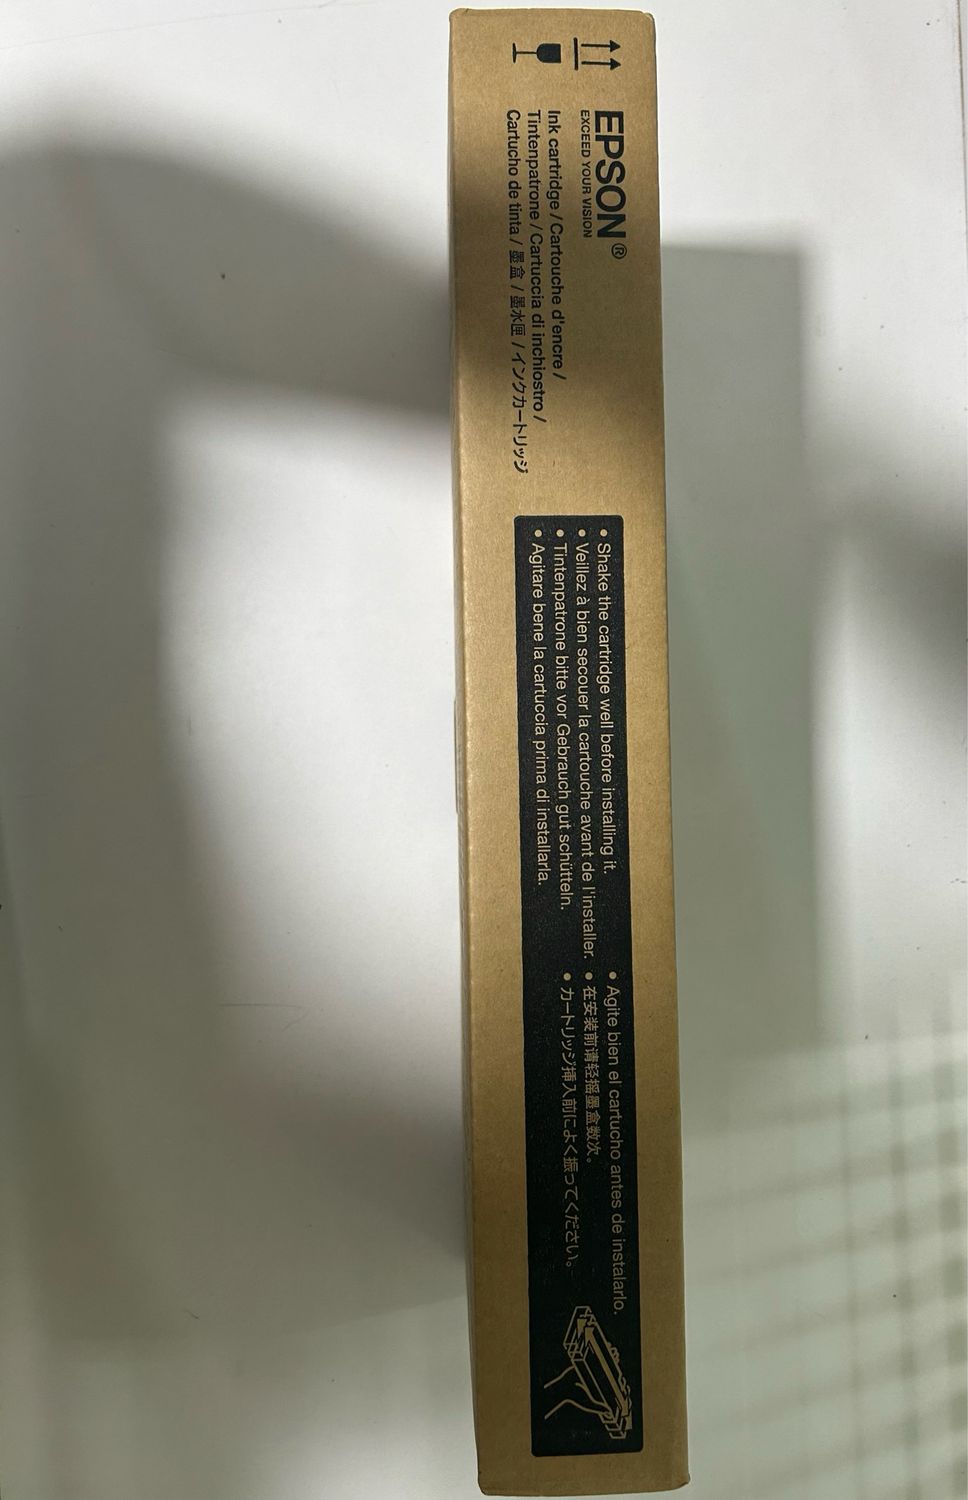 EPSON®
EXCEED YOUR VISION
Ink cartridge / Cartouche d'encre /
Tintenpatrone / Cartuccia di inchiostro /
Cartucho de tinta / 墨盒 / 墨水匣 / インクカートリッジ
• Shake the cartridge well before installing it.
• Veillez à bien secouer la cartouche avant de l'installer.
• Tintenpatrone bitte vor Gebrauch gut schütteln.
• Agitare bene la cartuccia prima di installarla.
• Agite bien el cartucho antes de instalarlo.
• 在安装前请轻摇墨盒数次。
• カートリッジ挿入前によく振ってください。